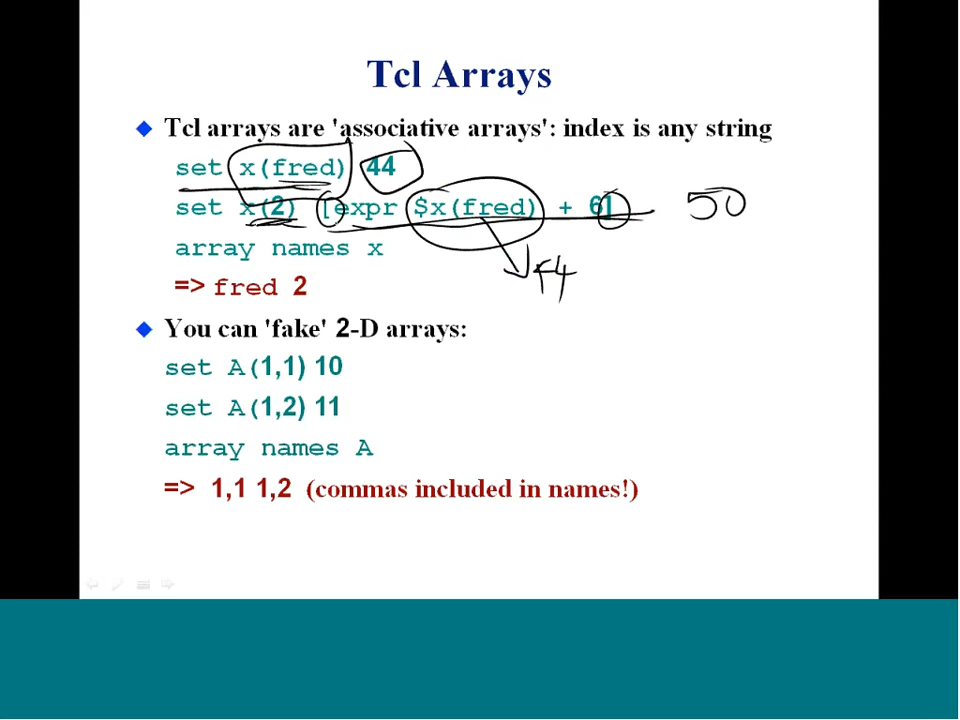 Tcl Arrays
Tcl arrays are 'associative arrays': index is any string
set x(fred) 44
set x(2) [expr $x(fred) + 6] 50
array names x
44
=> fred 2
You can 'fake' 2-D arrays:
set A(1,1) 10
set A(1,2) 11
array names A
=> 1,1 1,2 (commas included in names!)